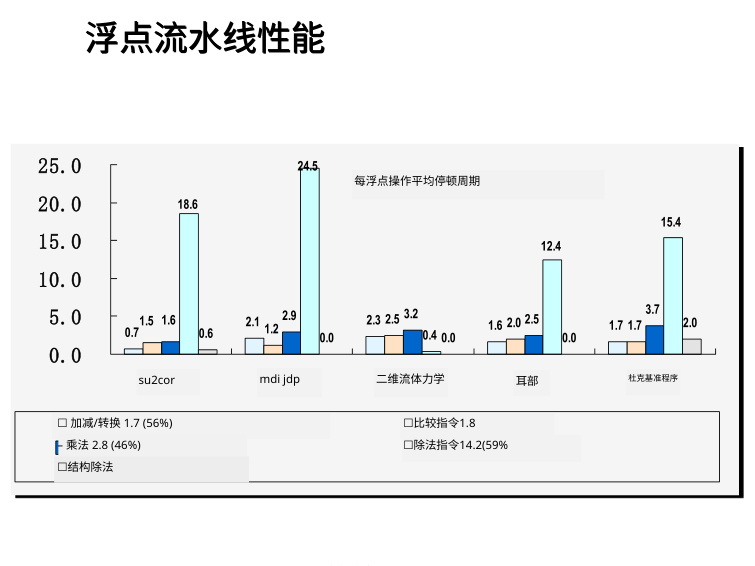 浮点流水线性能
每浮点操作平均停顿周期
25.0
20.0
15.0
10.0
5.0
0.0
0.7 1.5 1.6 18.6 0.6
2.1 1.2 2.9 24.5 0.0
2.3 2.5 3.2 0.4 0.0
1.6 2.0 2.5 12.4 0.0
1.7 1.7 3.7 15.4 2.0
su2cor
mdi jdp
二维流体力学
耳部
杜克基准程序
☐ 加减/转换 1.7 (56%)
☐比较指令1.8
乘法 2.8 (46%)
☐除法指令14.2(59%
☐结构除法